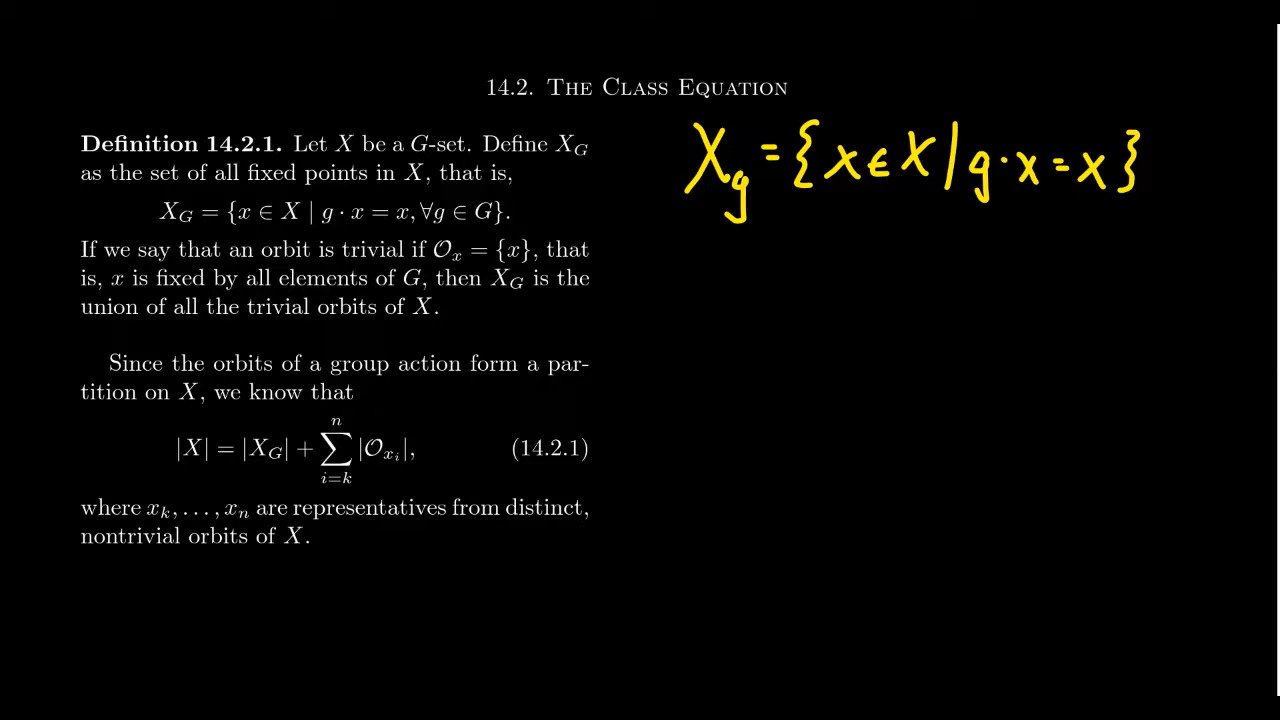 14.2. The Class Equation
Definition 14.2.1. Let X be a G-set. Define X_G
as the set of all fixed points in X, that is,
X_G = {x ∈ X | g · x = x, ∀g ∈ G}.
If we say that an orbit is trivial if 𝒪_x = {x}, that
is, x is fixed by all elements of G, then X_G is the
union of all the trivial orbits of X.
Since the orbits of a group action form a par-
tition on X, we know that
|X| = |X_G| + ∑_{i=k}^{n} |𝒪_{x_i}|, (14.2.1)
where x_k, . . . , x_n are representatives from distinct,
nontrivial orbits of X.
X_g = {x ∈ X | g · x = x}